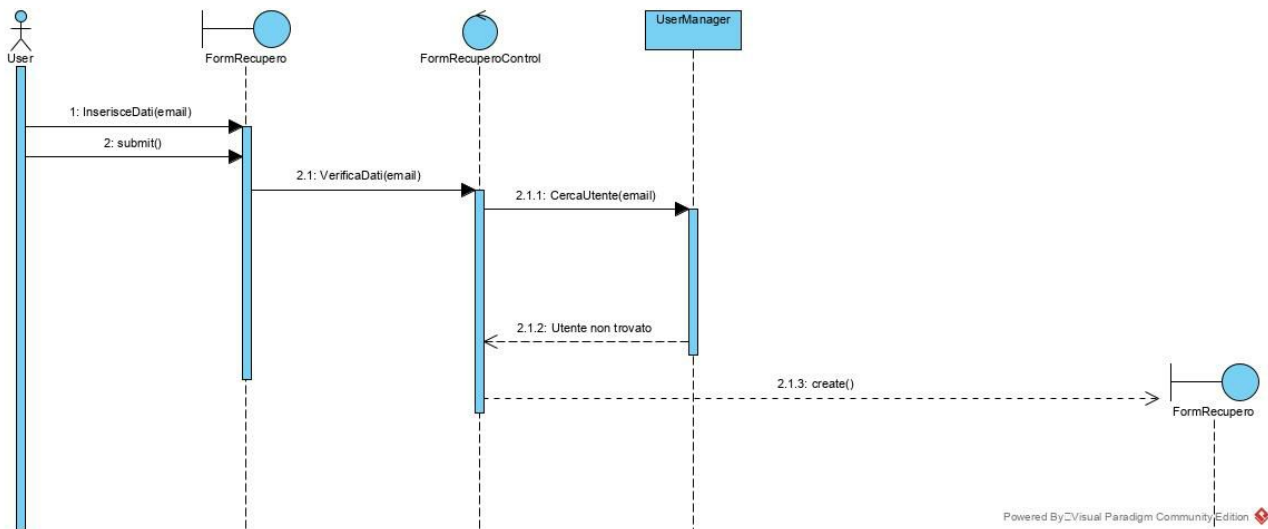 UserManager
User
FormRecupero
FormRecuperoControl
1: InserisceDati(email)
2: submit()
2.1: VerificaDati(email)
2.1.1: CercaUtente(email)
2.1.2: Utente non trovato
2.1.3: create()
FormRecupero
Powered By Visual Paradigm Community Edition